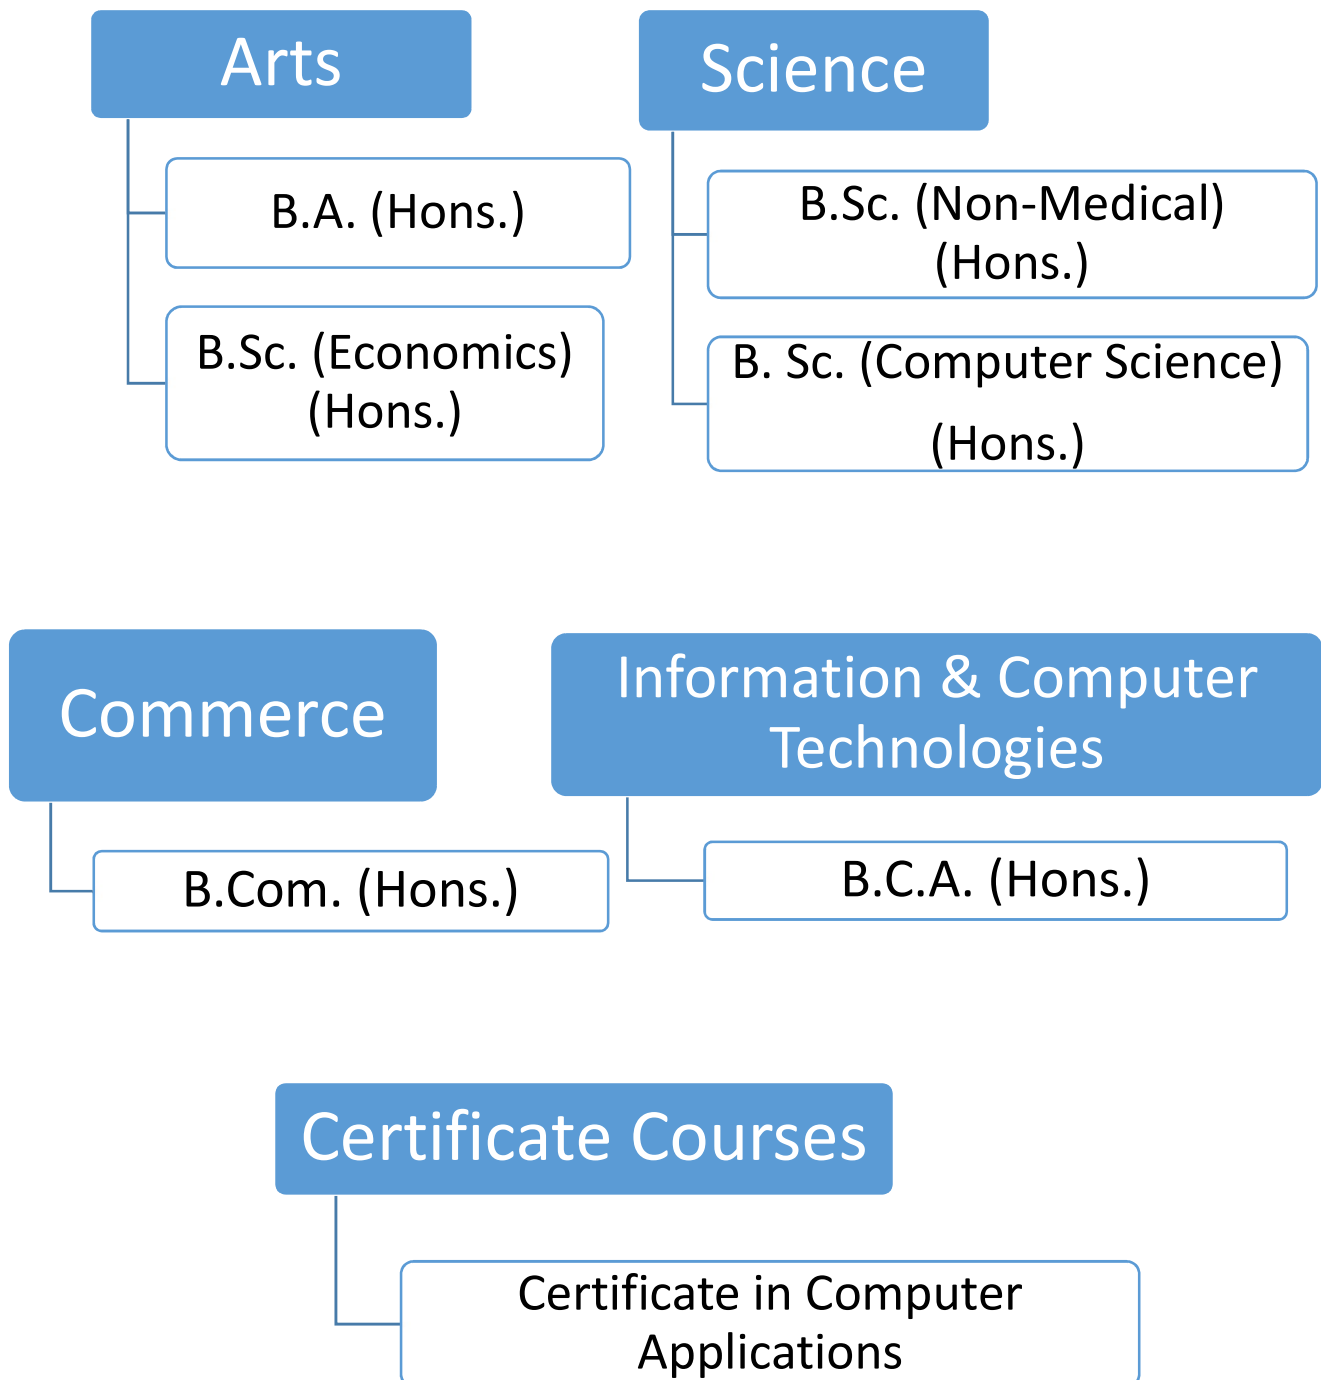 Arts
B.A. (Hons.)
B.Sc. (Economics)
(Hons.)
Science
B.Sc. (Non-Medical)
(Hons.)
B. Sc. (Computer Science)
(Hons.)
Commerce
B.Com. (Hons.)
Information & Computer
Technologies
B.C.A. (Hons.)
Certificate Courses
Certificate in Computer
Applications